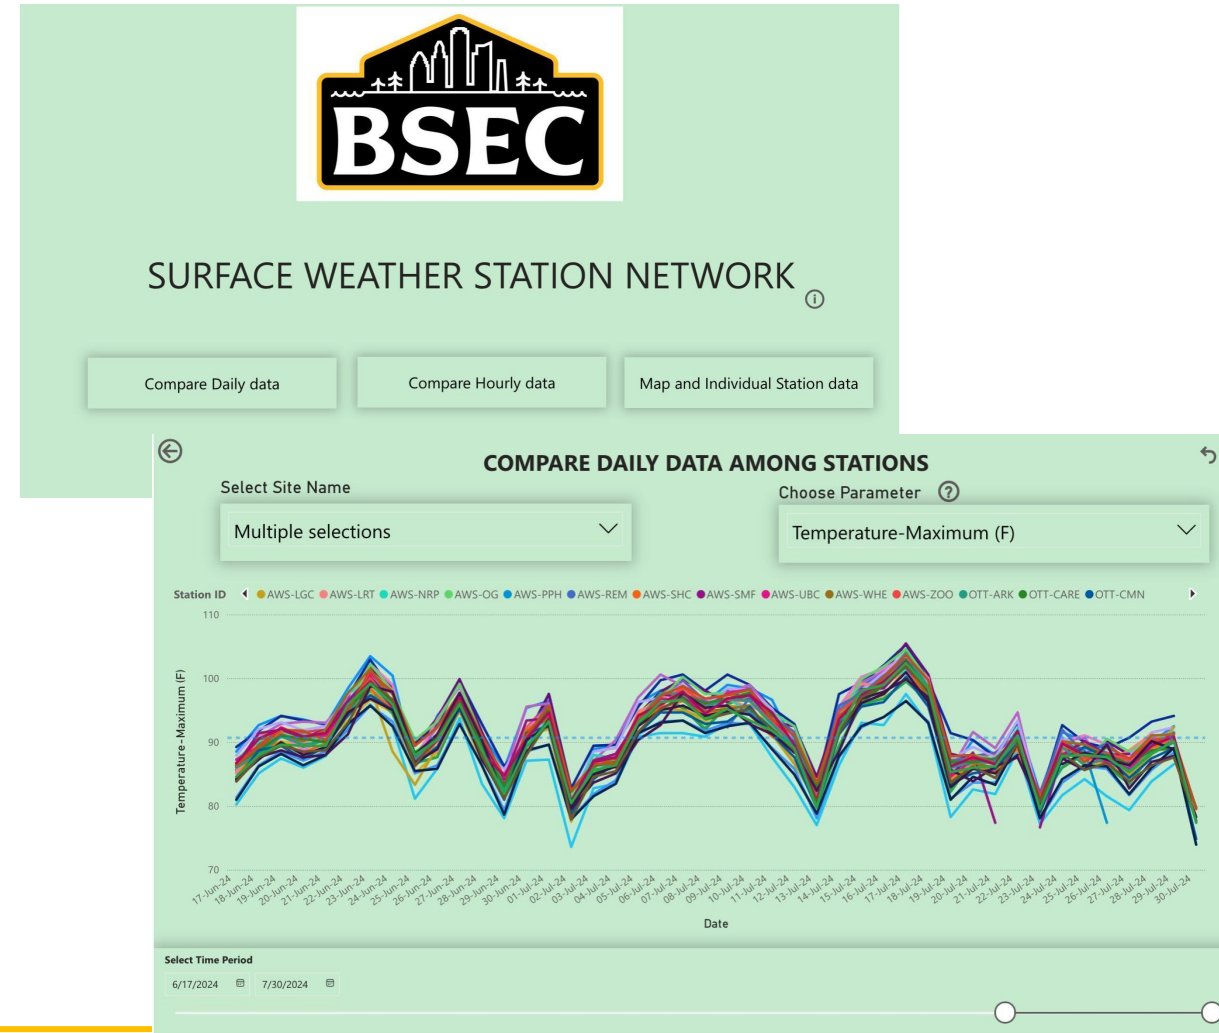 BSEC
SURFACE WEATHER STATION NETWORK
Compare Daily data
Compare Hourly data
Map and Individual Station data
COMPARE DAILY DATA AMONG STATIONS
Select Site Name
Choose Parameter
Multiple selections
Temperature-Maximum (F)
Station ID AWS-LGC AWS-LRT AWS-NRP AWS-OG AWS-PPH AWS-REM AWS-SHC AWS-SMF AWS-UBC AWS-WHE AWS-ZOO OTT-ARK OTT-CARE OTT-CMN
110
100
90
80
70
Temperature-Maximum (F)
17-Jun-24
18-Jun-24
19-Jun-24
20-Jun-24
21-Jun-24
22-Jun-24
23-Jun-24
24-Jun-24
25-Jun-24
26-Jun-24
27-Jun-24
28-Jun-24
29-Jun-24
30-Jun-24
01-Jul-24
02-Jul-24
03-Jul-24
04-Jul-24
05-Jul-24
06-Jul-24
07-Jul-24
08-Jul-24
09-Jul-24
10-Jul-24
11-Jul-24
12-Jul-24
13-Jul-24
14-Jul-24
15-Jul-24
16-Jul-24
17-Jul-24
18-Jul-24
19-Jul-24
20-Jul-24
21-Jul-24
22-Jul-24
23-Jul-24
24-Jul-24
25-Jul-24
26-Jul-24
27-Jul-24
28-Jul-24
29-Jul-24
30-Jul-24
Date
Select Time Period
6/17/2024
7/30/2024